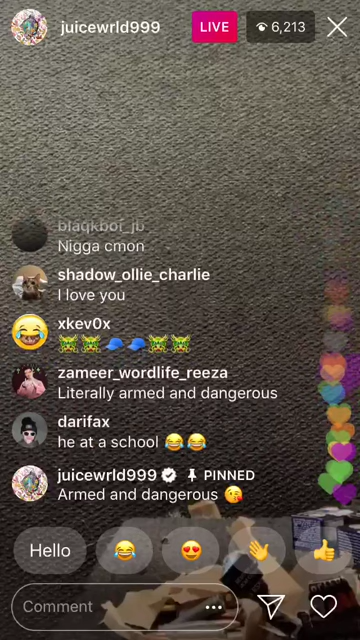 juicewrld999
LIVE
6,213
blaqkboi_jb
Nigga cmon
shadow_ollie_charlie
I love you
xkev0x
🐯🐯🧢🧢🐯🐯
zameer_wordlife_reeza
Literally armed and dangerous
darifax
he at a school 😂😂
juicewrld999 PINNED
Armed and dangerous 😘
Hello 😂 😍 👋 👍
Comment